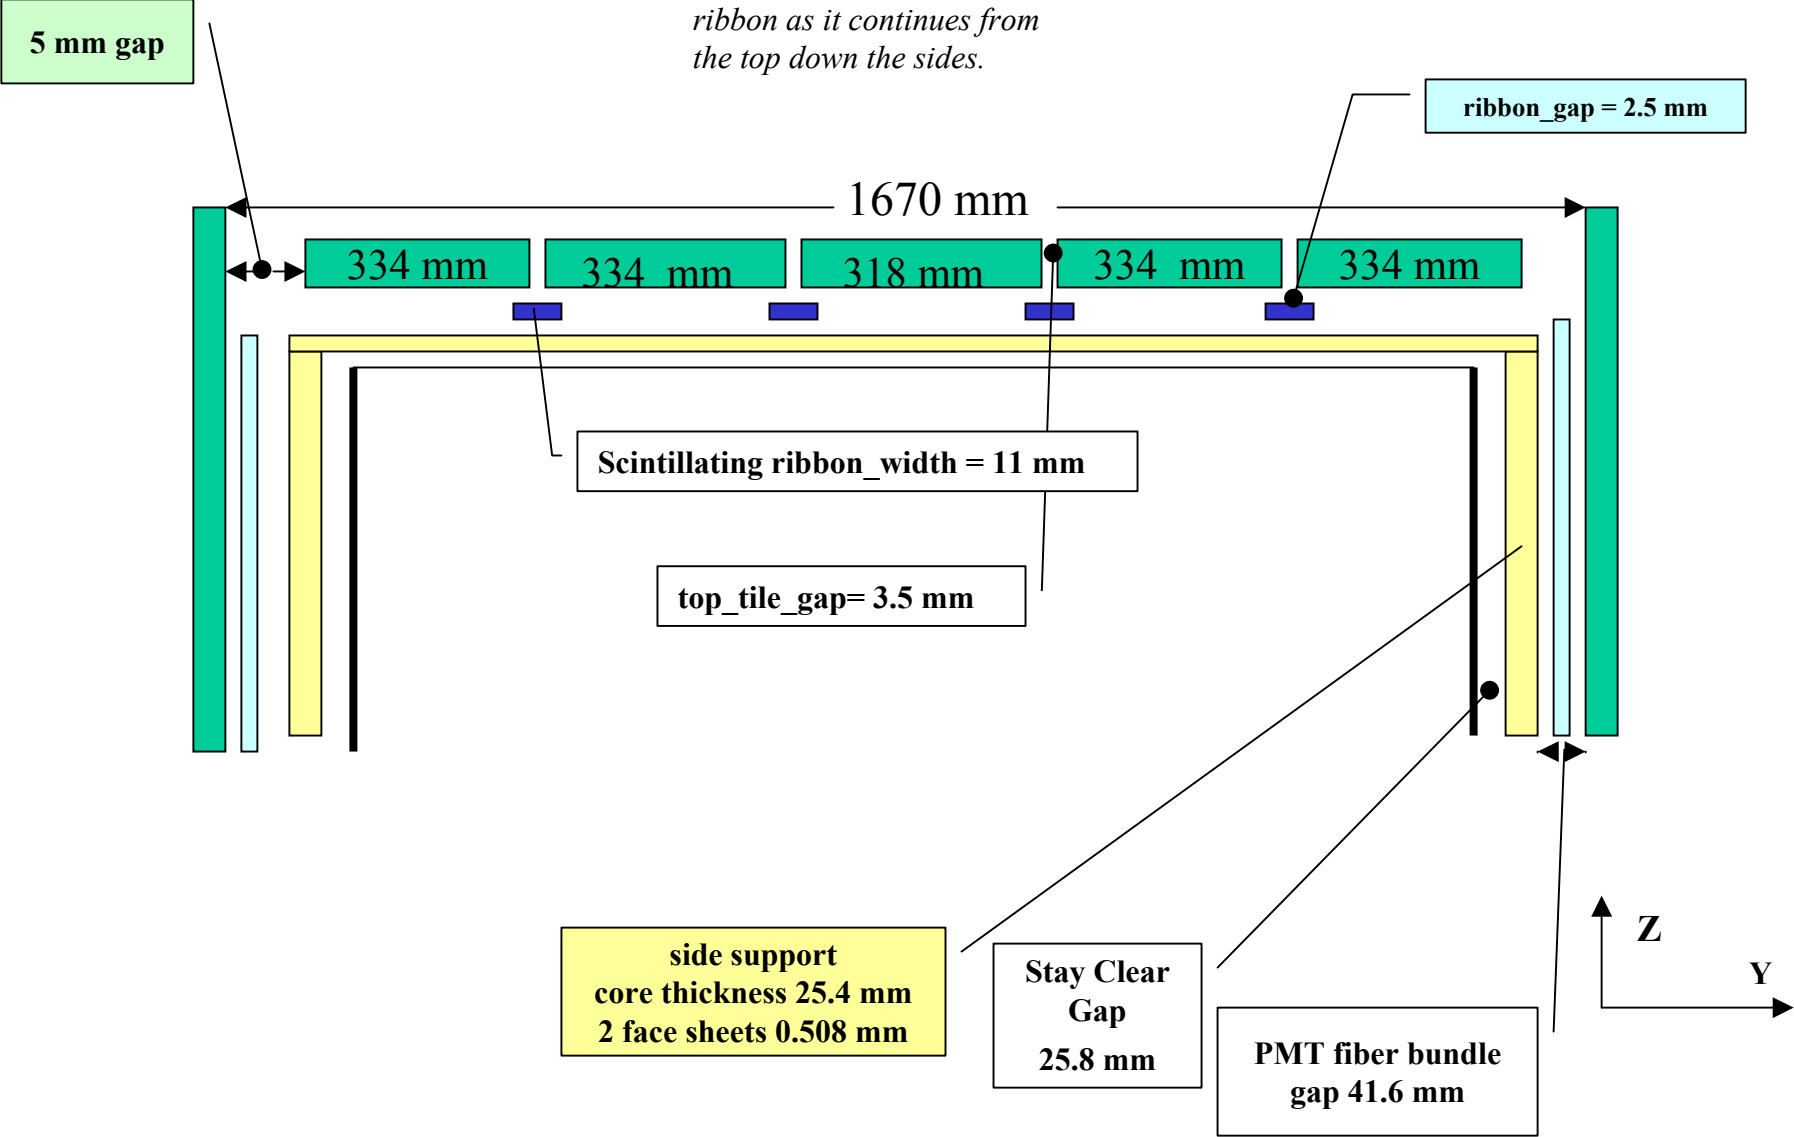 ribbon as it continues from
the top down the sides.
5 mm gap
ribbon_gap = 2.5 mm
1670 mm
334 mm
334 mm
318 mm
334 mm
334 mm
Scintillating ribbon_width = 11 mm
top_tile_gap= 3.5 mm
side support
core thickness 25.4 mm
2 face sheets 0.508 mm
Stay Clear
Gap
25.8 mm
PMT fiber bundle
gap 41.6 mm
Z
Y